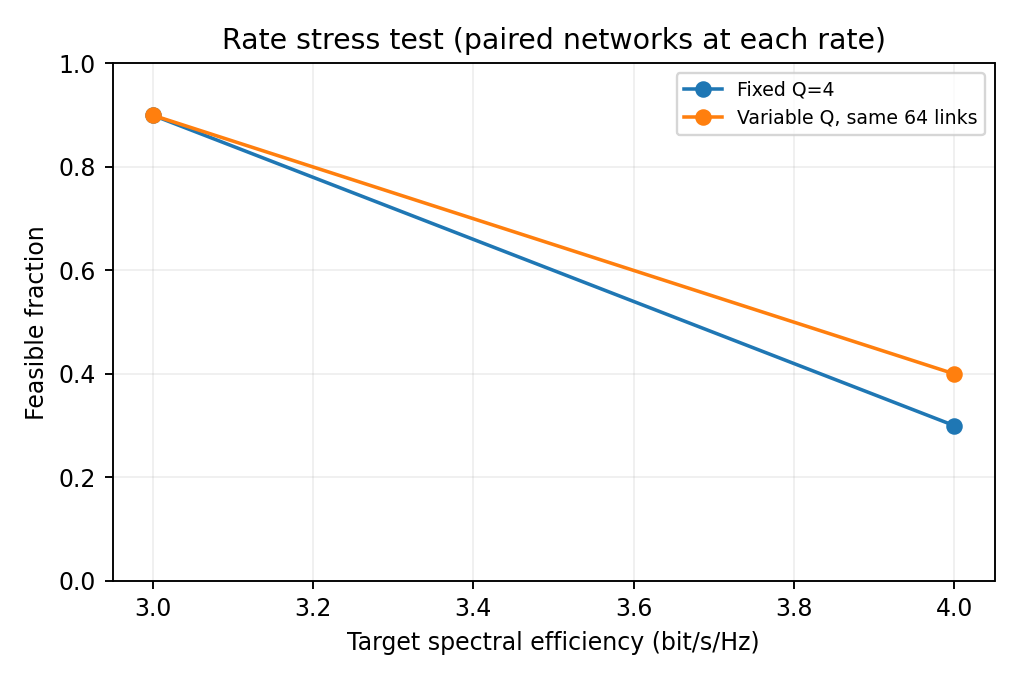 Rate stress test (paired networks at each rate)
Fixed Q=4
Variable Q, same 64 links
Feasible fraction
1.0
0.8
0.6
0.4
0.2
0.0
3.0 3.2 3.4 3.6 3.8 4.0
Target spectral efficiency (bit/s/Hz)